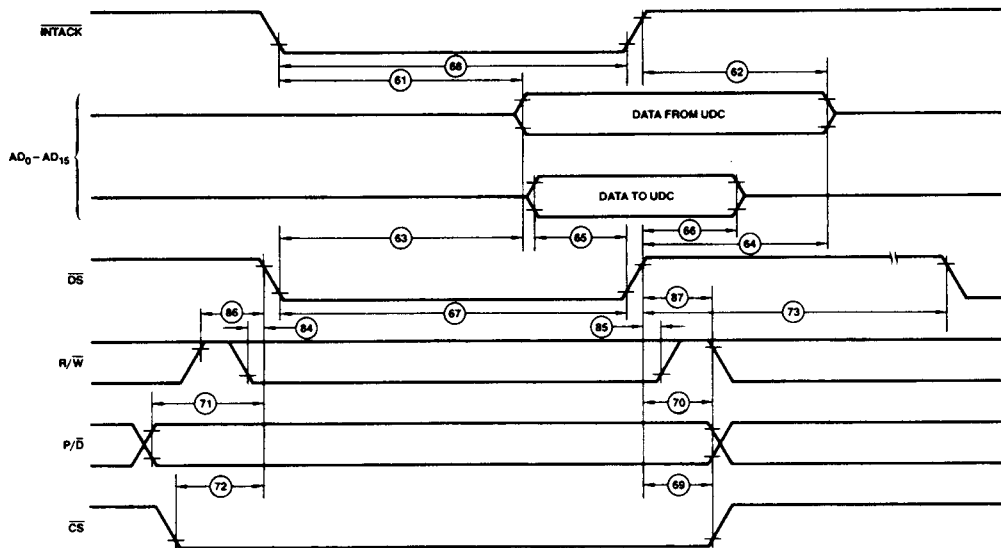 INTACK
68
61
62
DATA FROM UDC
AD0–AD15
DATA TO UDC
63
65
66
64
DS
67
86
84
87
73
85
R/W
71
70
P/D
72
69
CS